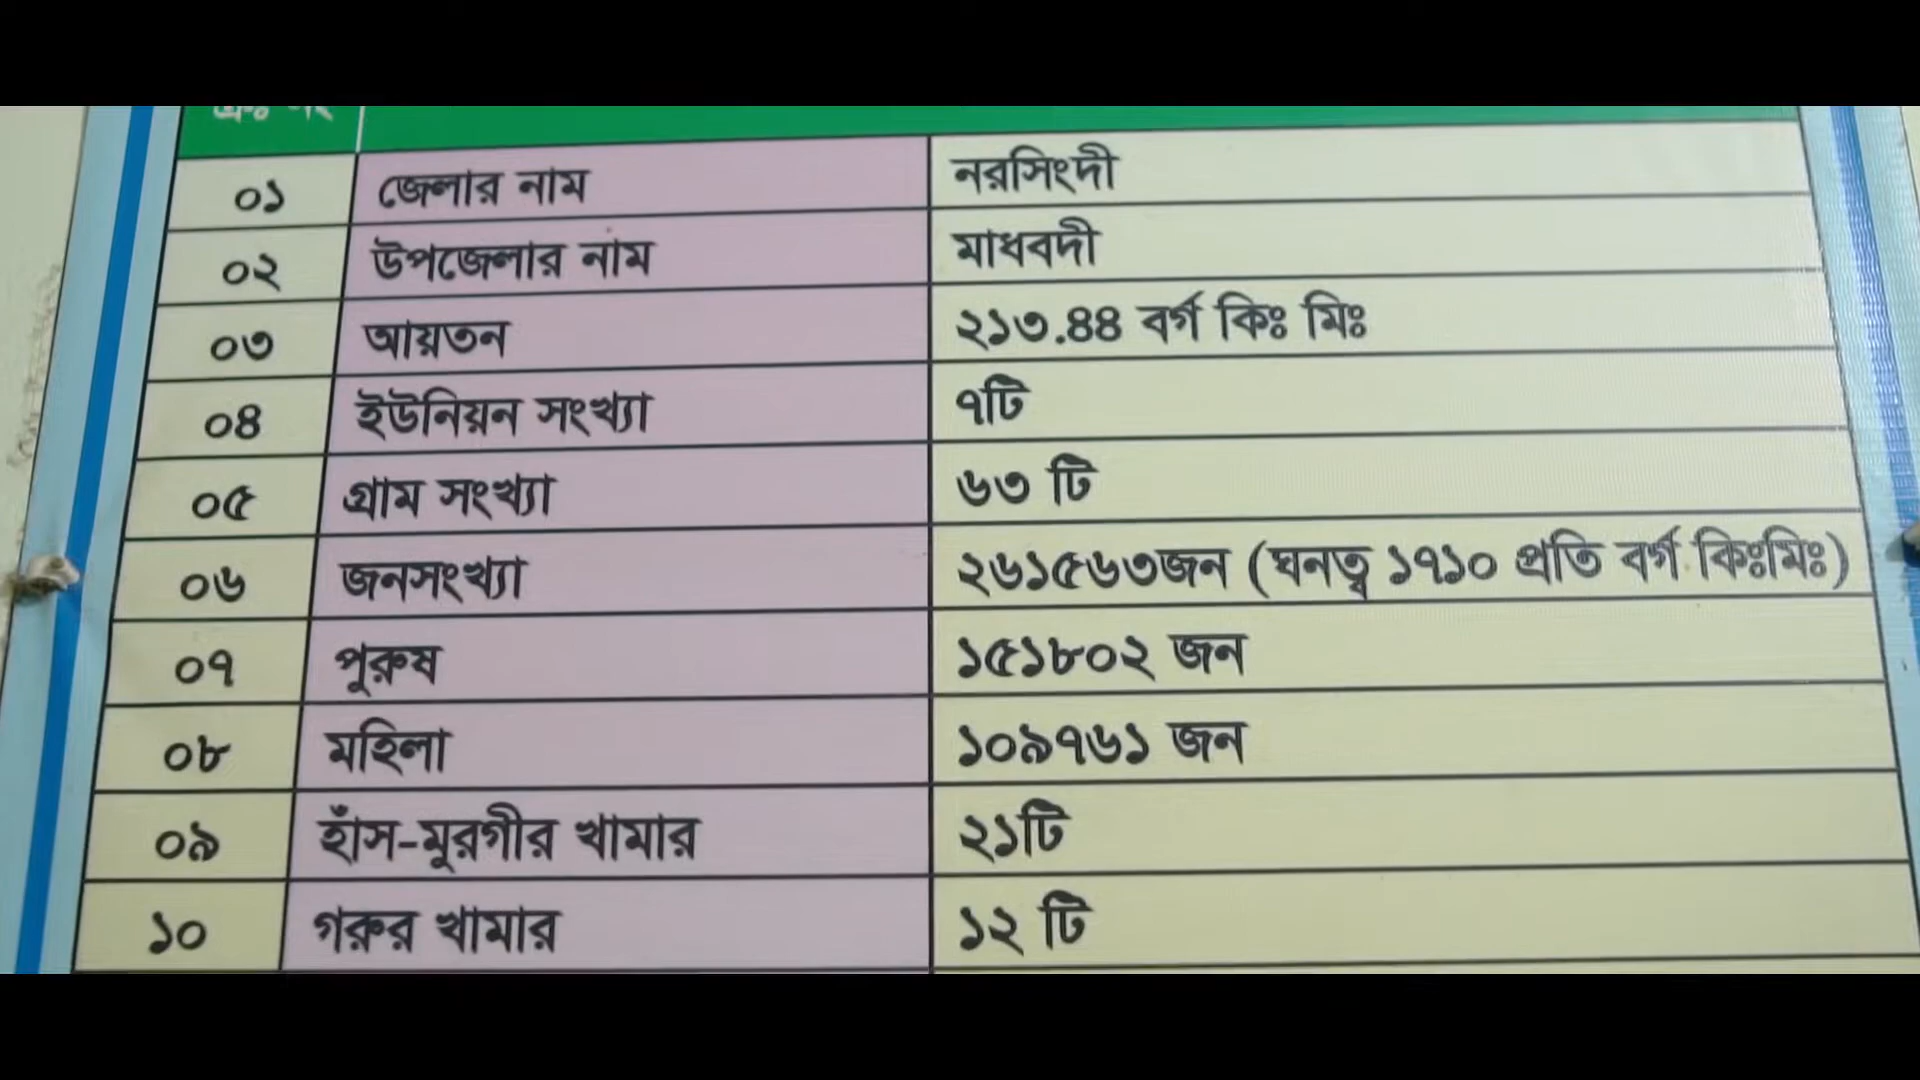 ক্রঃ নং
০১ জেলার নাম নরসিংদী
০২ উপজেলার নাম মাধবদী
০৩ আয়তন ২১৩.৪৪ বর্গ কিঃ মিঃ
০৪ ইউনিয়ন সংখ্যা ৭টি
০৫ গ্রাম সংখ্যা ৬৩ টি
০৬ জনসংখ্যা ২৬১৫৬৩জন (ঘনত্ব ১৭১০ প্রতি বর্গ কিঃমিঃ)
০৭ পুরুষ ১৫১৮০২ জন
০৮ মহিলা ১০৯৭৬১ জন
০৯ হাঁস-মুরগীর খামার ২১টি
১০ গরুর খামার ১২ টি